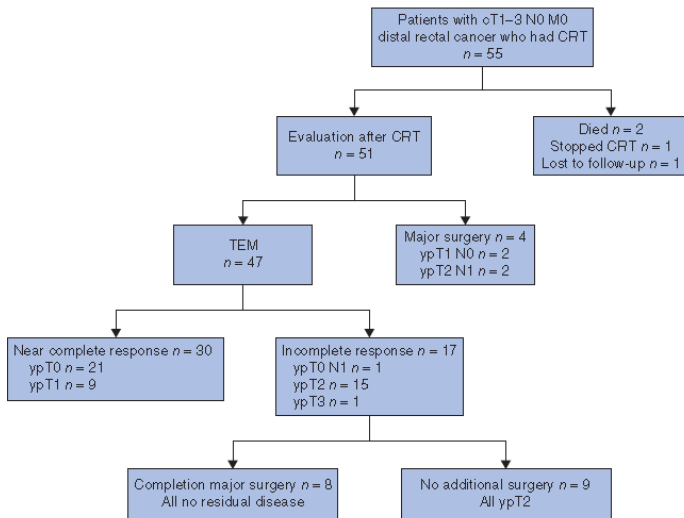 Patients with cT1–3 N0 M0
distal rectal cancer who had CRT
n = 55
Evaluation after CRT
n = 51
Died n = 2
Stopped CRT n = 1
Lost to follow-up n = 1
TEM
n = 47
Major surgery n = 4
ypT1 N0 n = 2
ypT2 N1 n = 2
Near complete response n = 30
ypT0 n = 21
ypT1 n = 9
Incomplete response n = 17
ypT0 N1 n = 1
ypT2 n = 15
ypT3 n = 1
Completion major surgery n = 8
All no residual disease
No additional surgery n = 9
All ypT2